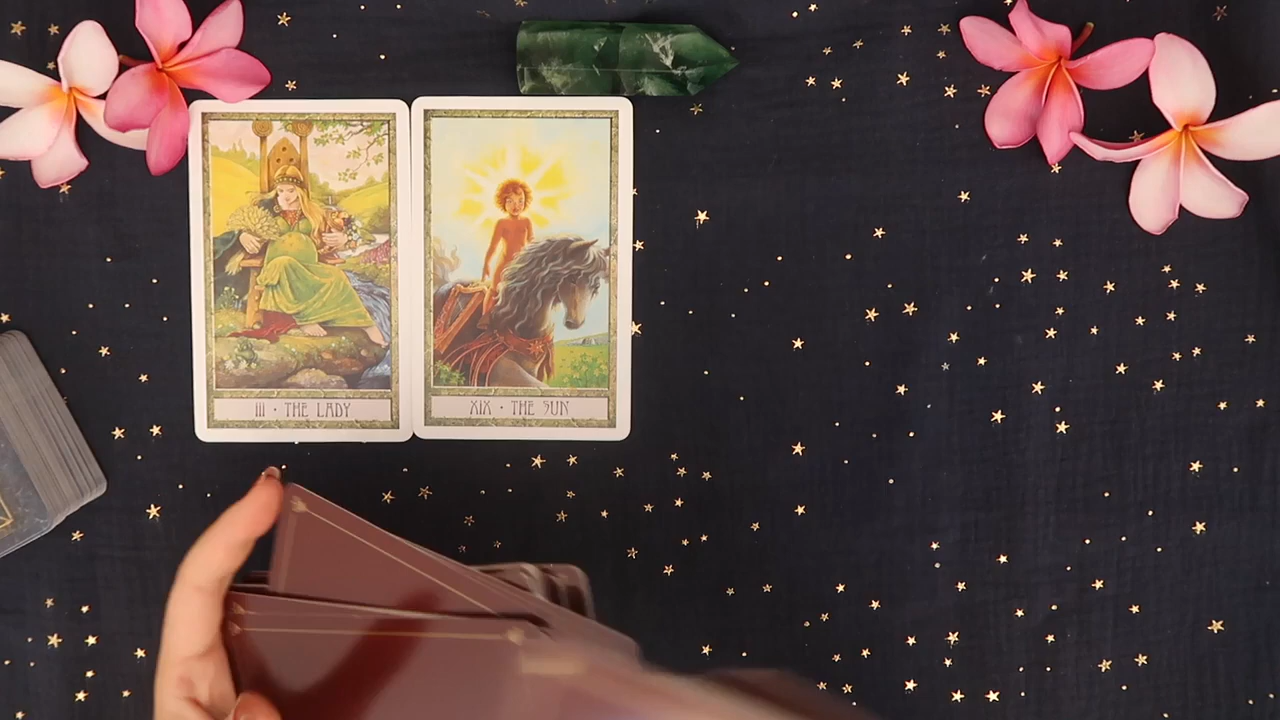 III • THE LADY
XIX • THE SUN